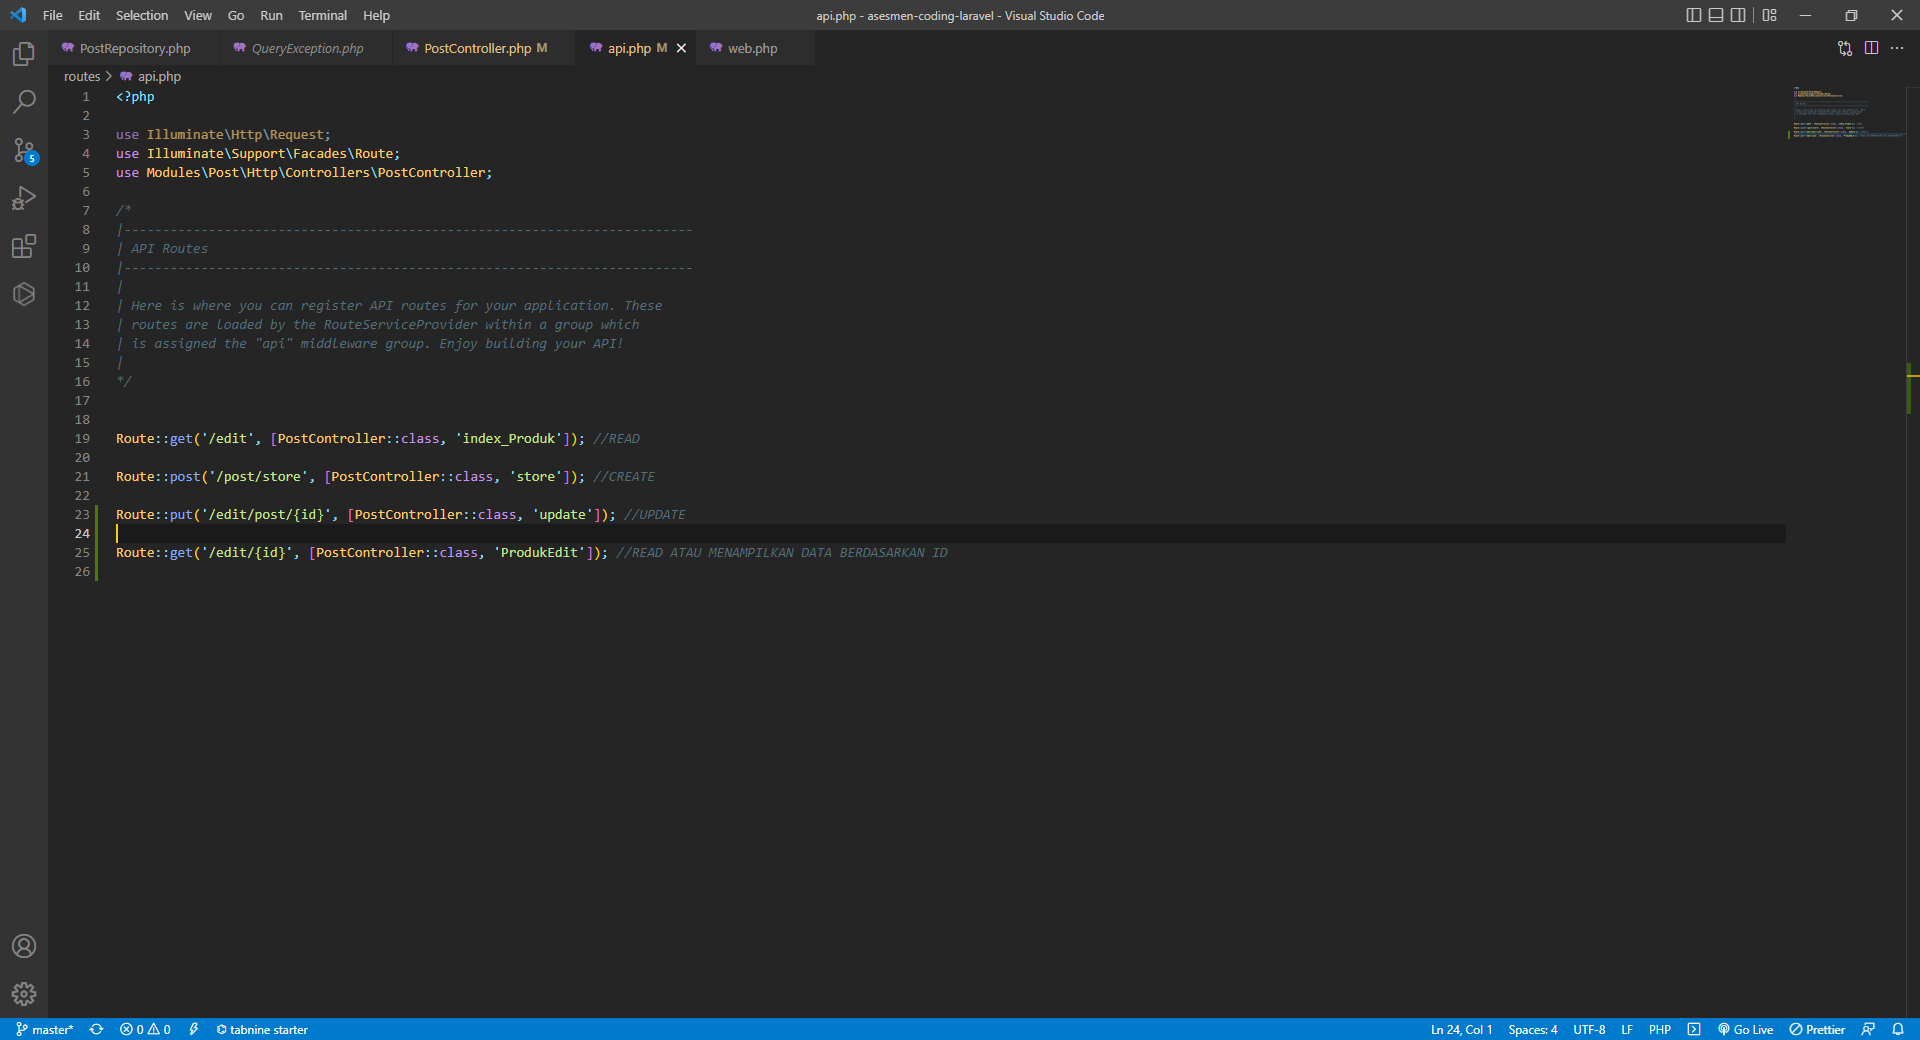 File Edit Selection View Go Run Terminal Help
api.php - asesmen-coding-laravel - Visual Studio Code
PostRepository.php
QueryException.php
PostController.php M
api.php M
web.php
routes > api.php
5
1 <?php
2
3 use Illuminate\Http\Request;
4 use Illuminate\Support\Facades\Route;
5 use Modules\Post\Http\Controllers\PostController;
6
7 /*
8 |--------------------------------------------------------------------------
9 | API Routes
10 |--------------------------------------------------------------------------
11 |
12 | Here is where you can register API routes for your application. These
13 | routes are loaded by the RouteServiceProvider within a group which
14 | is assigned the "api" middleware group. Enjoy building your API!
15 |
16 */
17
18
19 Route::get('/edit', [PostController::class, 'index_Produk']); //READ
20
21 Route::post('/post/store', [PostController::class, 'store']); //CREATE
22
23 Route::put('/edit/post/{id}', [PostController::class, 'update']); //UPDATE
24
25 Route::get('/edit/{id}', [PostController::class, 'ProdukEdit']); //READ ATAU MENAMPILKAN DATA BERDASARKAN ID
26
master* 0 0 tabnine starter
Ln 24, Col 1 Spaces: 4 UTF-8 LF PHP Go Live Prettier